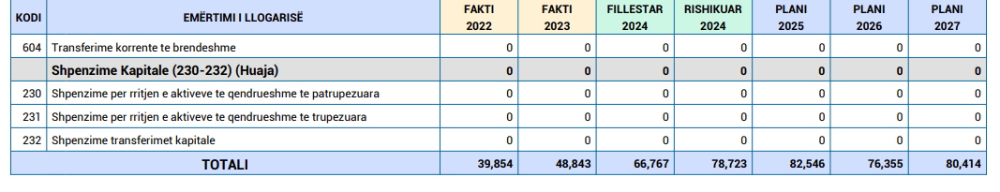 KODI EMËRTIMI I LLOGARISË FAKTI 2022 FAKTI 2023 FILLESTAR 2024 RISHIKUAR 2024 PLANI 2025 PLANI 2026 PLANI 2027
604 Transferime korrente te brendeshme 0 0 0 0 0 0 0
Shpenzime Kapitale (230-232) (Huaja) 0 0 0 0 0 0 0
230 Shpenzime per rritjen e aktiveve te qendrueshme te patrupezuara 0 0 0 0 0 0 0
231 Shpenzime per rritjen e aktiveve te qendrueshme te trupezuara 0 0 0 0 0 0 0
232 Shpenzime transferimet kapitale 0 0 0 0 0 0 0
TOTALI 39,854 48,843 66,767 78,723 82,546 76,355 80,414